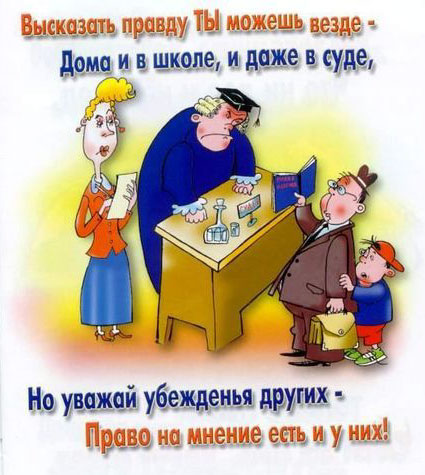 Высказать правду ТЫ можешь везде -
Дома и в школе, и даже в суде,
Но уважай убежденья других -
Право на мнение есть и у них!